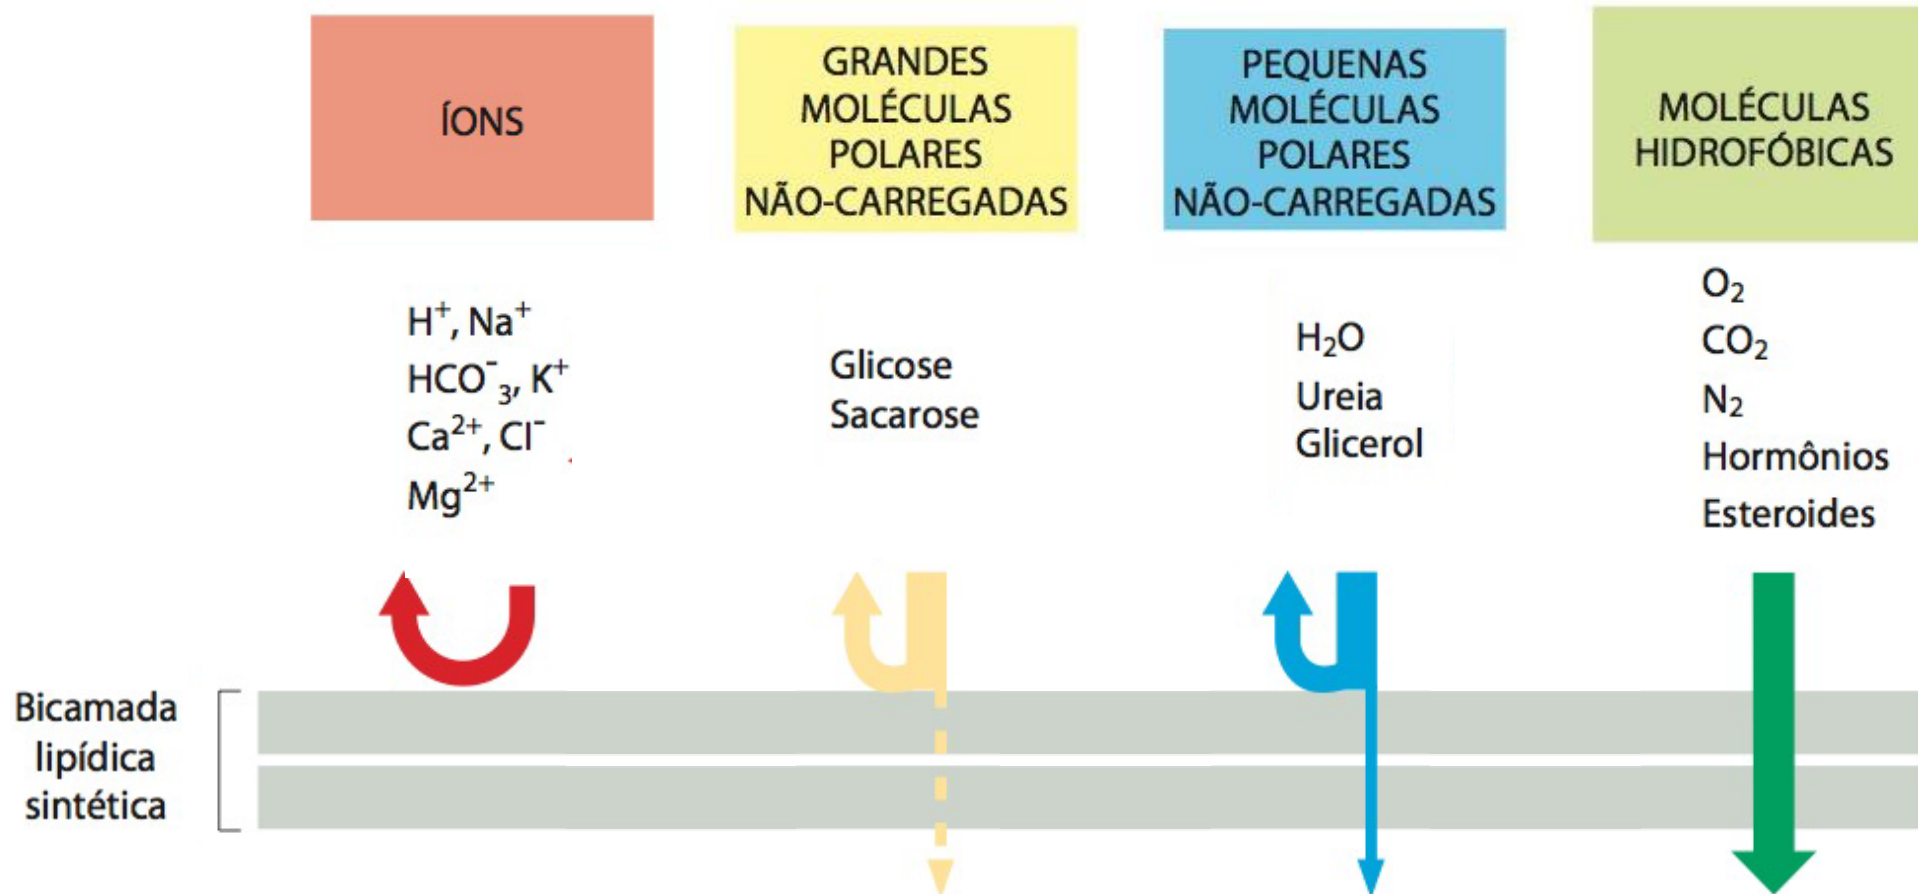 ÍONS
GRANDES
MOLÉCULAS
POLARES
NÃO-CARREGADAS
PEQUENAS
MOLÉCULAS
POLARES
NÃO-CARREGADAS
MOLÉCULAS
HIDROFÓBICAS
H⁺, Na⁺
HCO⁻₃, K⁺
Ca²⁺, Cl⁻
Mg²⁺
Glicose
Sacarose
H₂O
Ureia
Glicerol
O₂
CO₂
N₂
Hormônios
Esteroides
Bicamada
lipídica
sintética